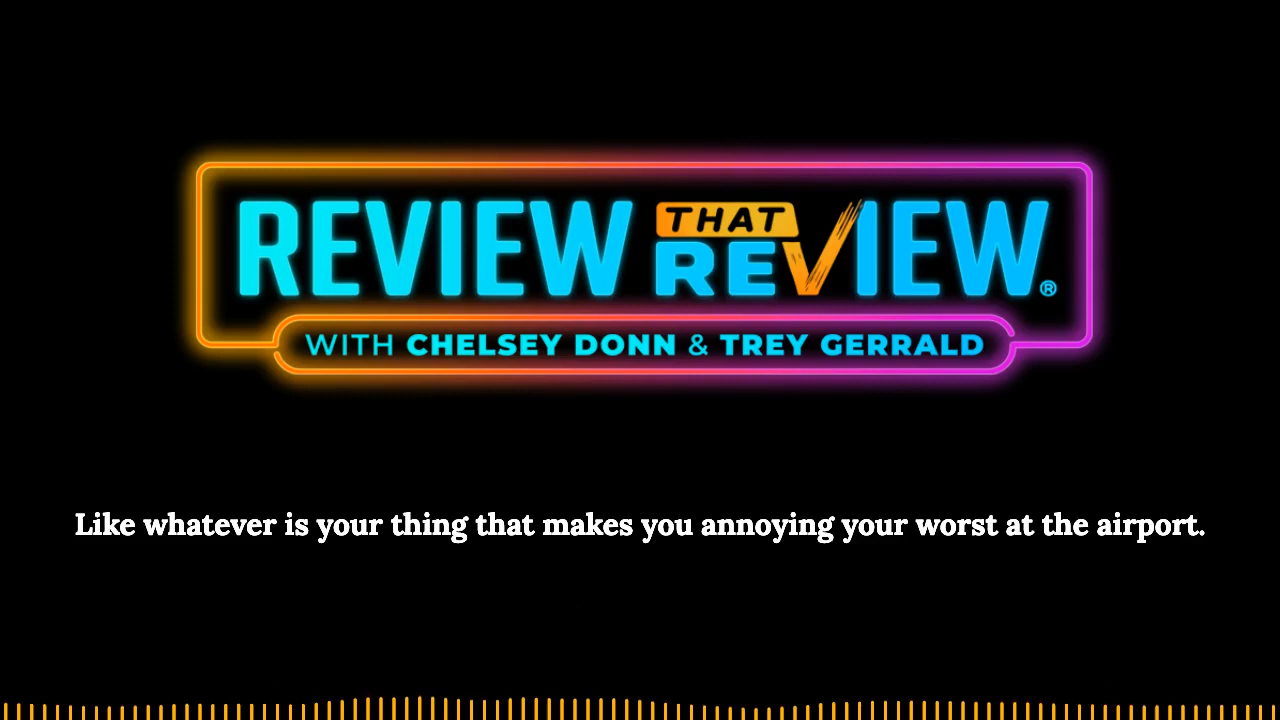 REVIEW THAT REVIEW®
WITH CHELSEY DONN & TREY GERRALD
Like whatever is your thing that makes you annoying your worst at the airport.